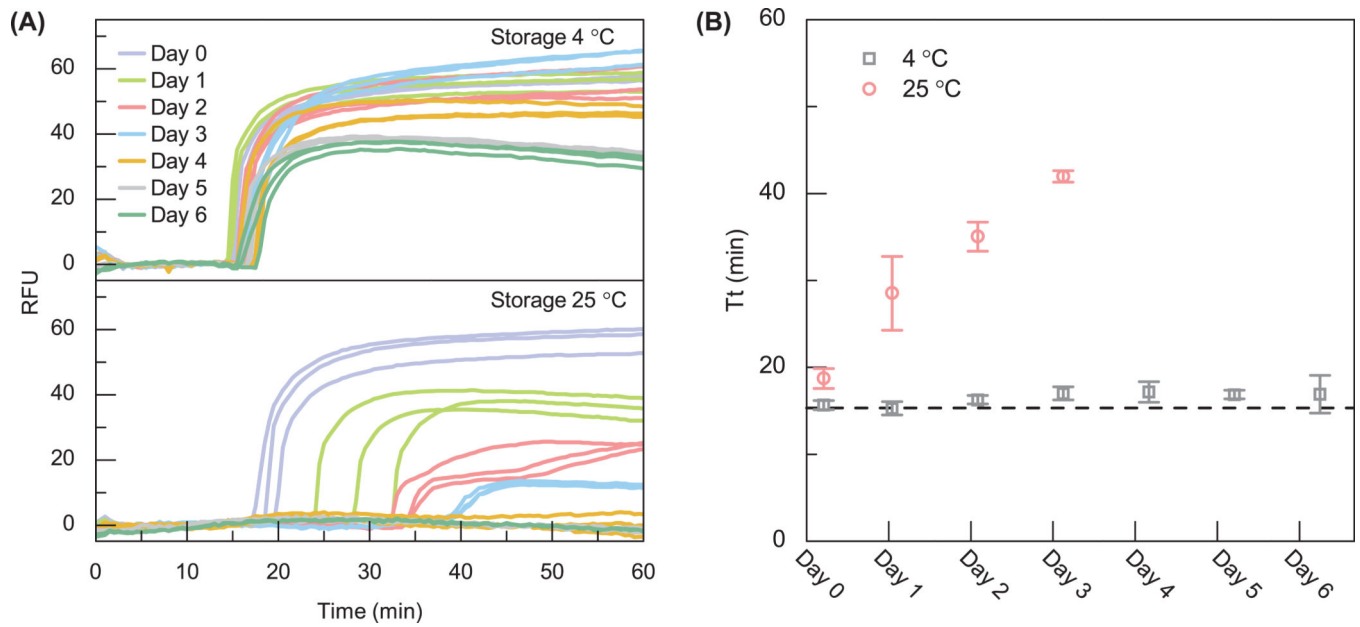 (A)
Storage 4 °C
Day 0
Day 1
Day 2
Day 3
Day 4
Day 5
Day 6
60
40
20
0
Storage 25 °C
60
40
20
0
RFU
0 10 20 30 40 50 60
Time (min)
(B)
4 °C
25 °C
60
40
20
0
Tt (min)
Day 0 Day 1 Day 2 Day 3 Day 4 Day 5 Day 6